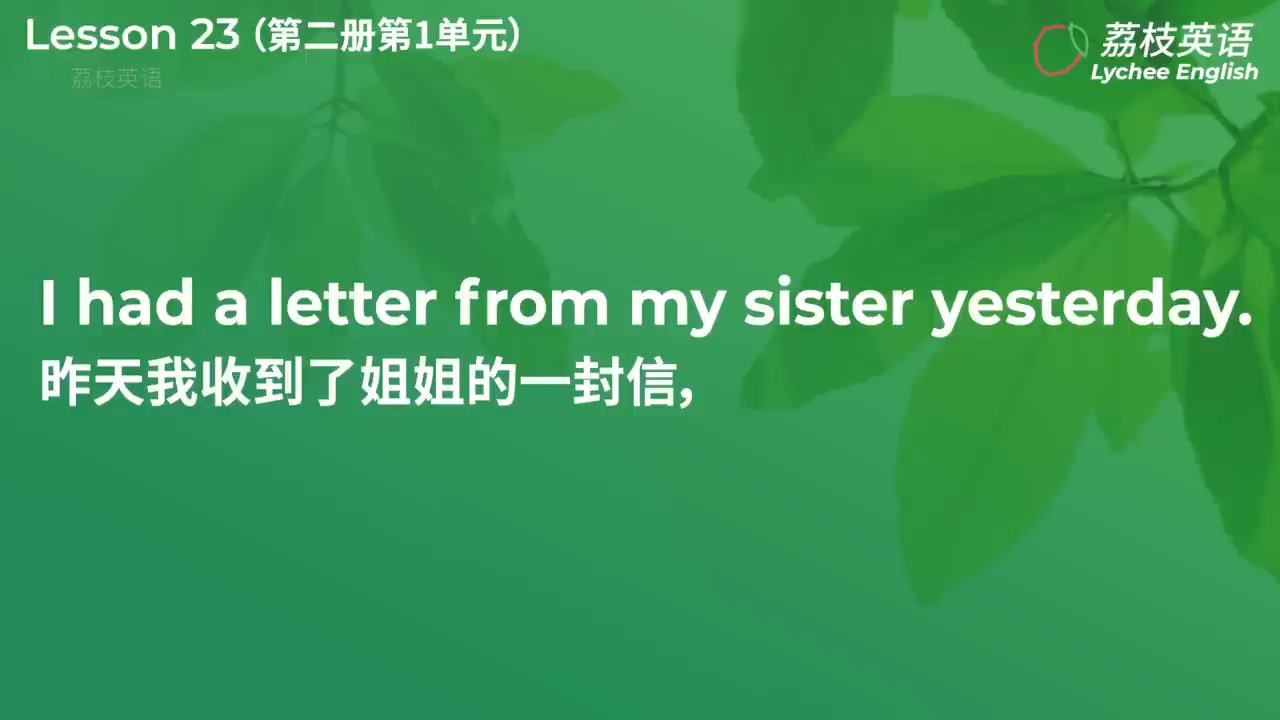 Lesson 23 (第二册第1单元)
荔枝英语
Lychee English
荔枝英语
I had a letter from my sister yesterday.
昨天我收到了姐姐的一封信,